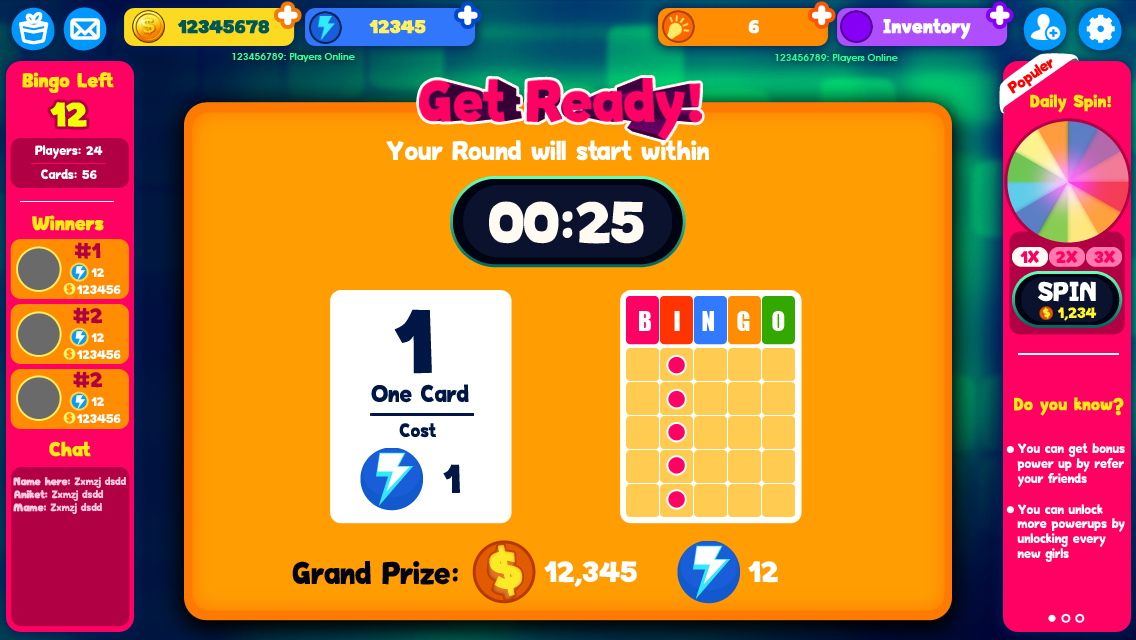 12345678
12345
6
Inventory
123456789: Players Online
123456789: Players Online
Bingo Left
12
Players: 24
Cards: 56
Winners
#1
12
123456
#2
12
123456
#2
12
123456
Chat
Name here: Zxmzj dsdd
Aniket: Zxmzj dsdd
Mame: Zxmzj dsdd
Get Ready!
Your Round will start within
00:25
1
One Card
Cost
1
B I N G O
Grand Prize: $ 12,345 12
Populer
Daily Spin!
1X 2X 3X
SPIN
$ 1,234
Do you know?
You can get bonus
power up by refer
your friends
You can unlock
more powerups by
unlocking every
new girls